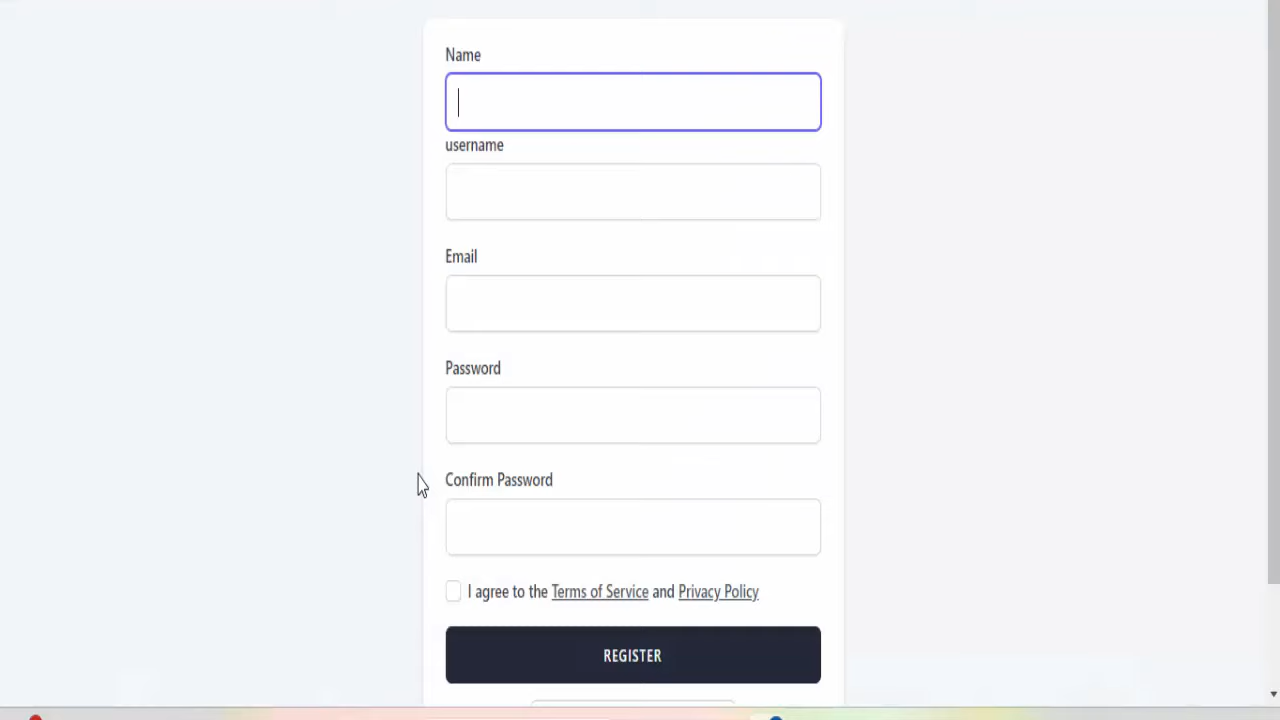 Name
username
Email
Password
Confirm Password
I agree to the Terms of Service and Privacy Policy
REGISTER